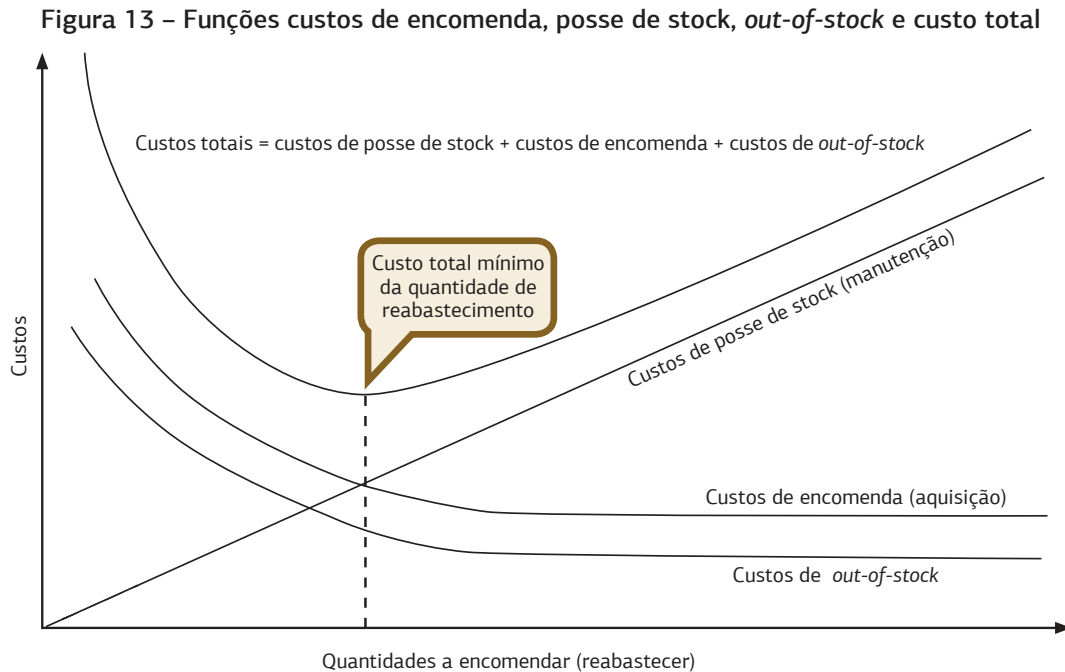 Figura 13 – Funções custos de encomenda, posse de stock, out-of-stock e custo total
Custos totais = custos de posse de stock + custos de encomenda + custos de out-of-stock
Custo total mínimo
da quantidade de
reabastecimento
Custos de posse de stock (manutenção)
Custos
Custos de encomenda (aquisição)
Custos de out-of-stock
Quantidades a encomendar (reabastecer)